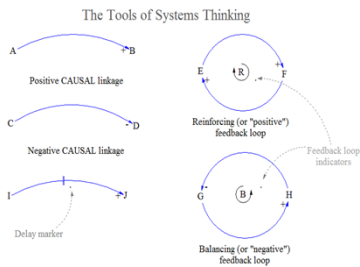 The Tools of Systems Thinking
A
+B
Positive CAUSAL linkage
C
-D
Negative CAUSAL linkage
I
+J
Delay marker
E
R
+
F
+
Reinforcing (or "positive")
feedback loop
Feedback loop
indicators
G
-
B
H
+
Balancing (or "negative")
feedback loop